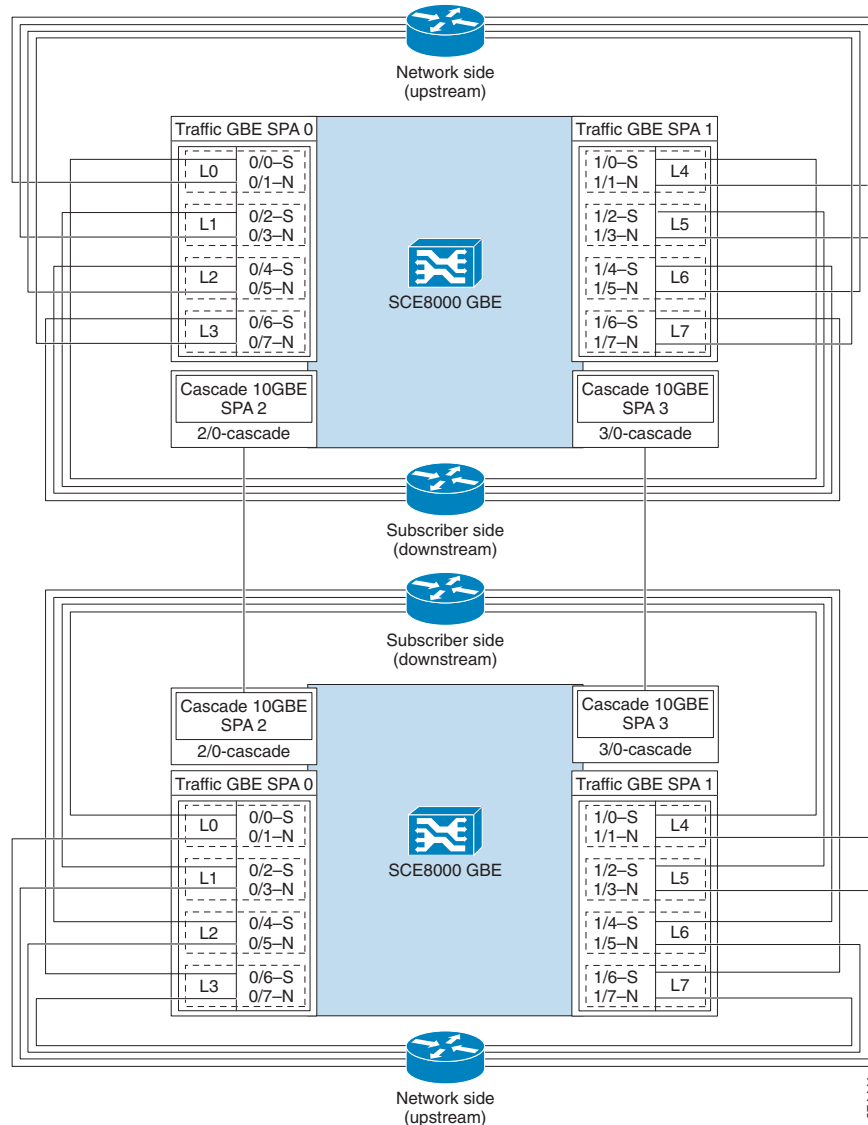 Network side
(upstream)
Traffic GBE SPA 0
L0
0/0–S
0/1–N
L1
0/2–S
0/3–N
L2
0/4–S
0/5–N
L3
0/6–S
0/7–N
Traffic GBE SPA 1
1/0–S
1/1–N
L4
1/2–S
1/3–N
L5
1/4–S
1/5–N
L6
1/6–S
1/7–N
L7
SCE8000 GBE
Cascade 10GBE
SPA 2
2/0-cascade
Cascade 10GBE
SPA 3
3/0-cascade
Subscriber side
(downstream)
Subscriber side
(downstream)
Cascade 10GBE
SPA 2
2/0-cascade
Cascade 10GBE
SPA 3
3/0-cascade
Traffic GBE SPA 0
L0
0/0–S
0/1–N
L1
0/2–S
0/3–N
L2
0/4–S
0/5–N
L3
0/6–S
0/7–N
SCE8000 GBE
Traffic GBE SPA 1
1/0–S
1/1–N
L4
1/2–S
1/3–N
L5
1/4–S
1/5–N
L6
1/6–S
1/7–N
L7
Network side
(upstream)